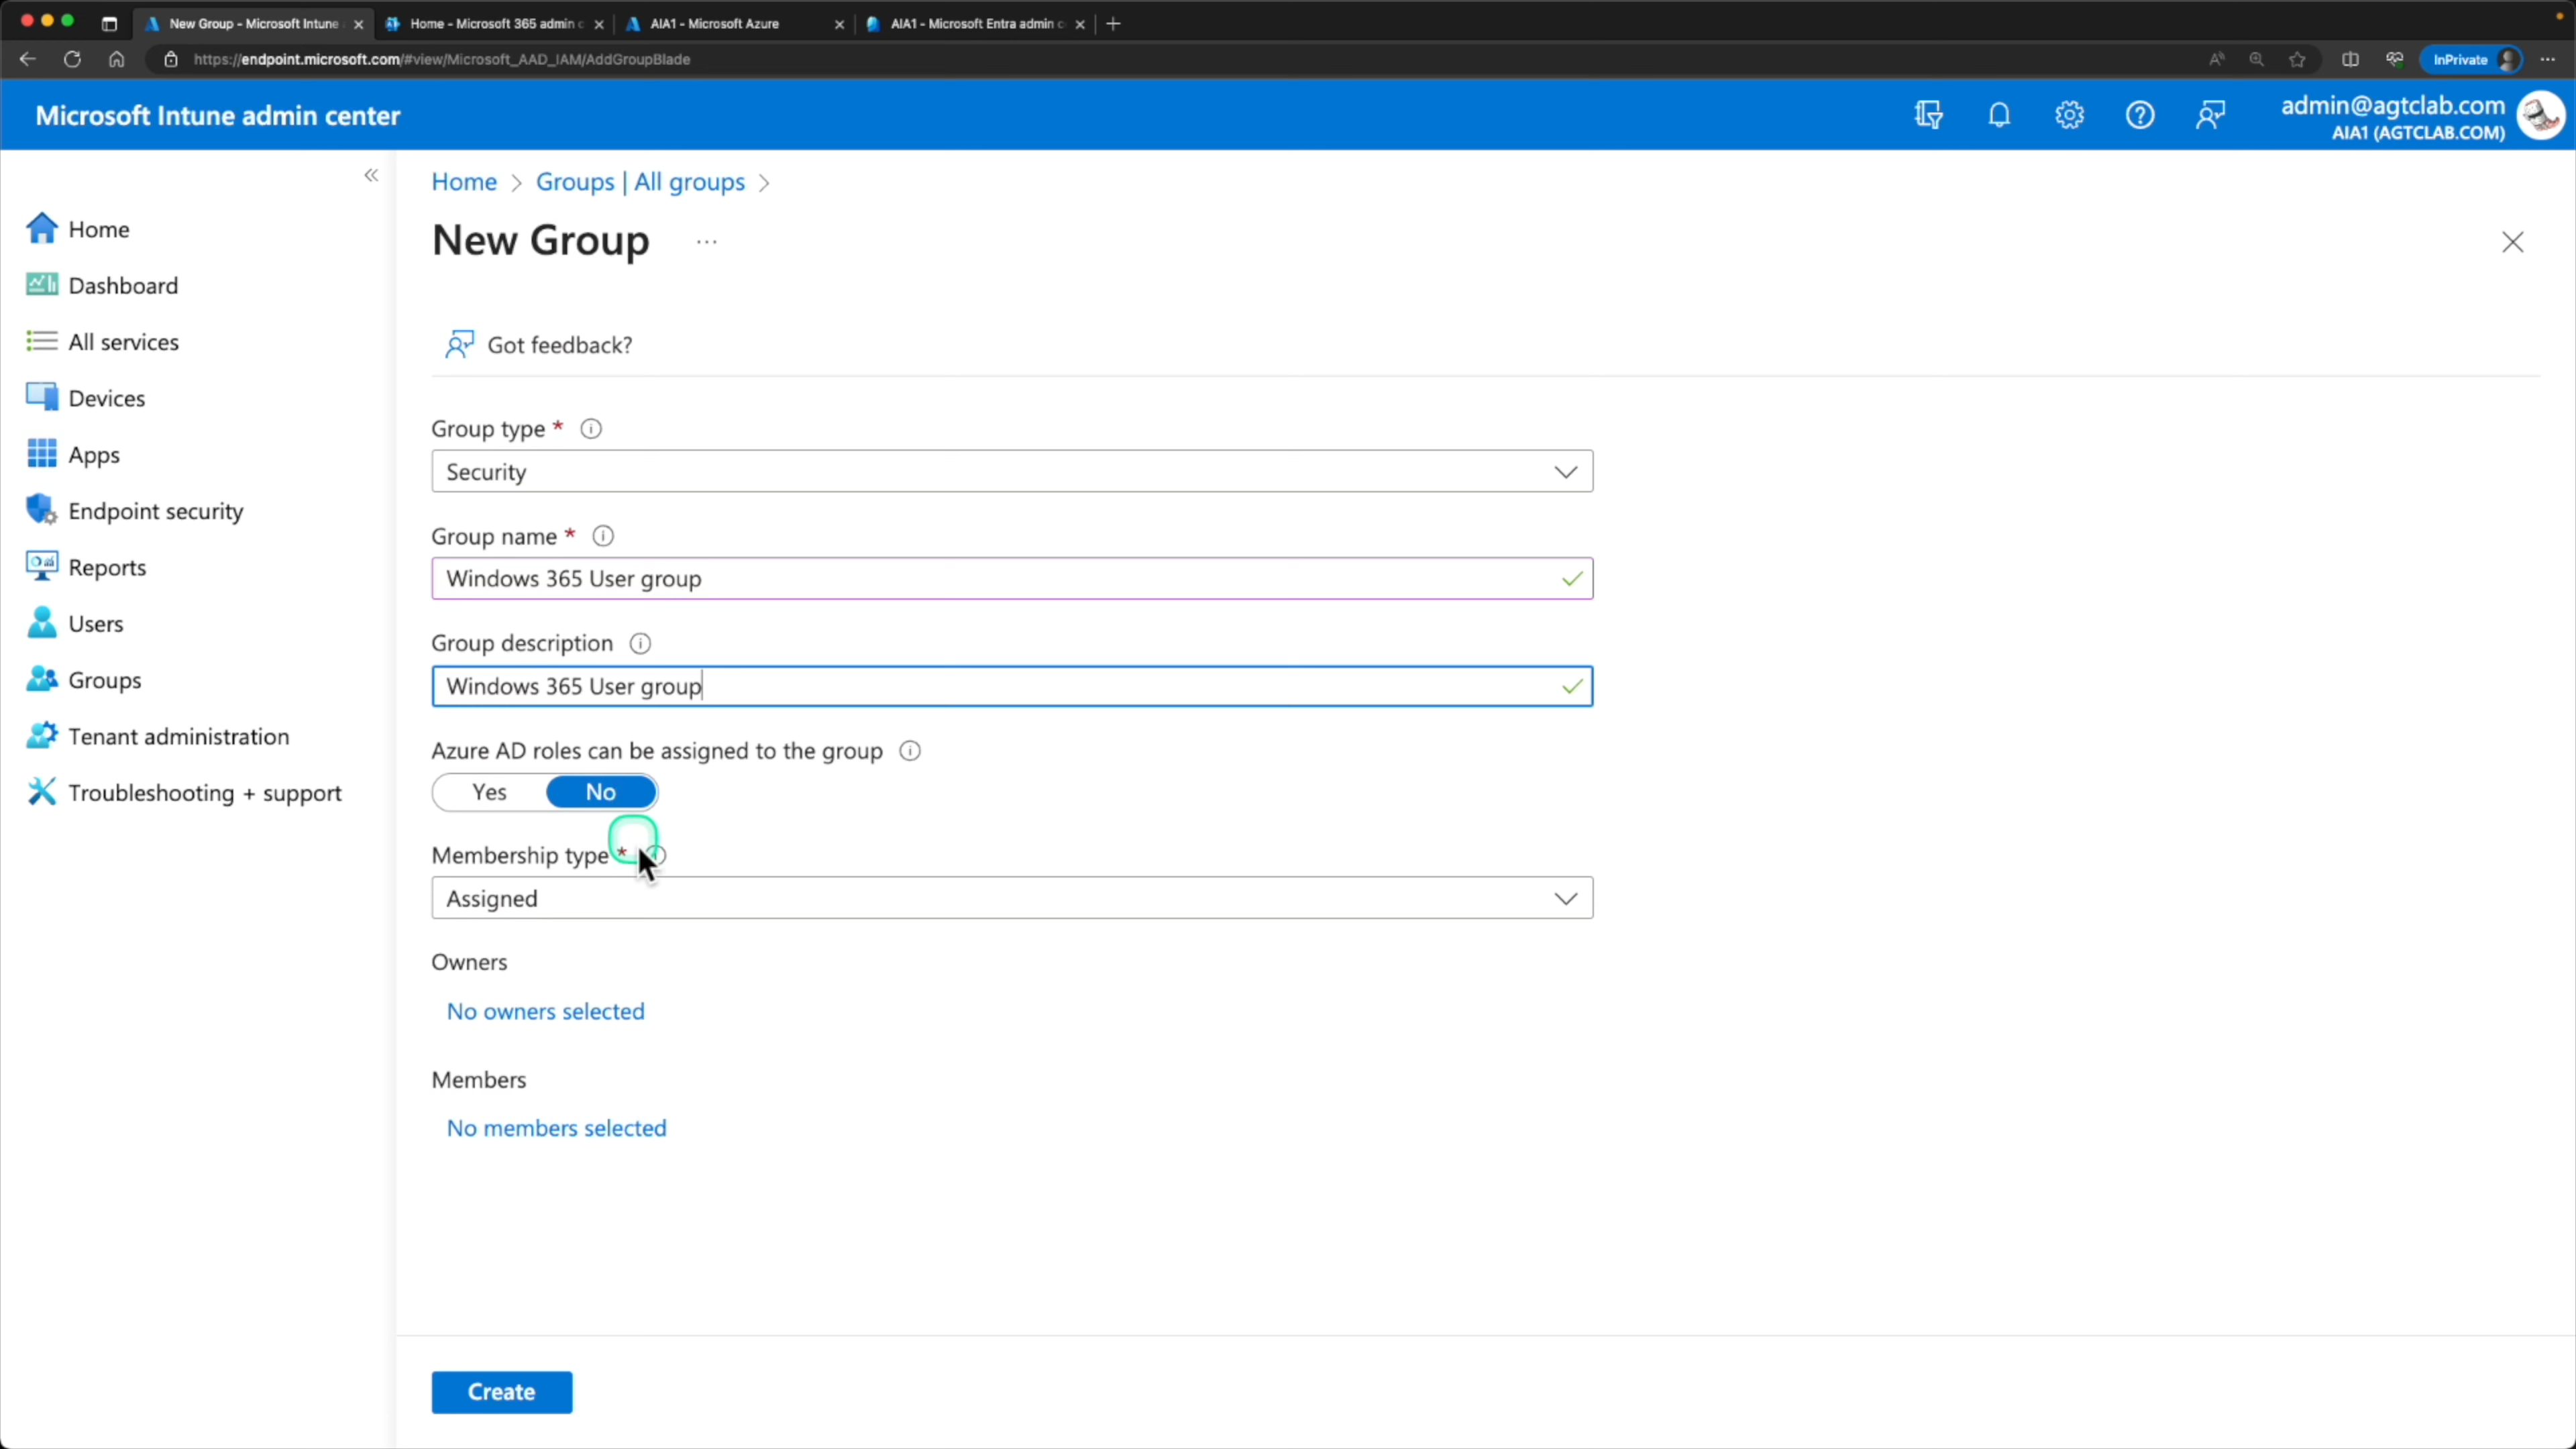 New Group - Microsoft Intune
Home - Microsoft 365 admin c
AIA1 - Microsoft Azure
AIA1 - Microsoft Entra admin c
https://endpoint.microsoft.com/#view/Microsoft_AAD_IAM/AddGroupBlade
InPrivate
Microsoft Intune admin center
admin@agtclab.com
AIA1 (AGTCLAB.COM)
Home
Dashboard
All services
Devices
Apps
Endpoint security
Reports
Users
Groups
Tenant administration
Troubleshooting + support
Home > Groups | All groups >
New Group ...
Got feedback?
Group type *
Security
Group name *
Windows 365 User group
Group description
Windows 365 User group
Azure AD roles can be assigned to the group
Yes No
Membership type *
Assigned
Owners
No owners selected
Members
No members selected
Create